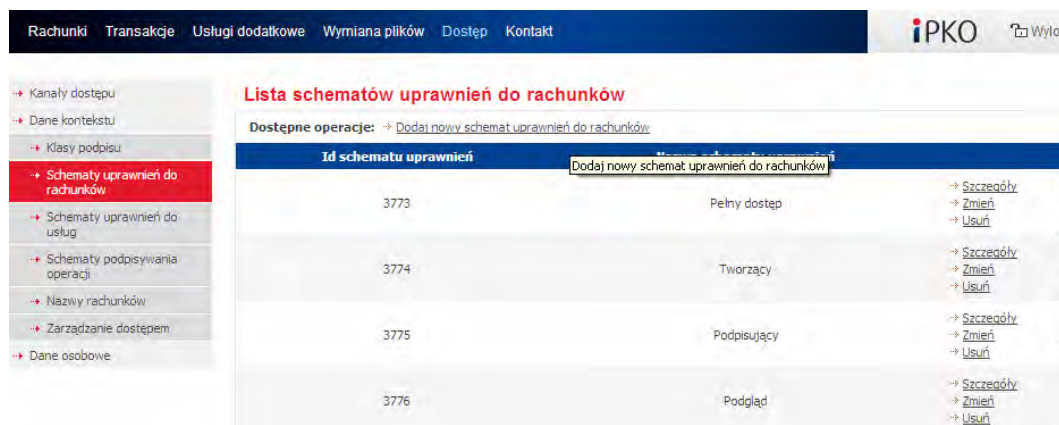 Rachunki Transakcje Usługi dodatkowe Wymiana plików Dostęp Kontakt
iPKO
Kanały dostępu
Dane kontekstu
Klasy podpisu
Schematy uprawnień do
rachunków
Schematy uprawnień do
usług
Schematy podpisywania
operacji
Nazwy rachunków
Zarządzanie dostępem
Dane osobowe
Lista schematów uprawnień do rachunków
Dostępne operacje: Dodaj nowy schemat uprawnień do rachunków
Id schematu uprawnień
Dodaj nowy schemat uprawnień do rachunków
3773 Pełny dostęp
Szczegóły
Zmień
Usuń
3774 Tworzący
Szczegóły
Zmień
Usuń
3775 Podpisujący
Szczegóły
Zmień
Usuń
3776 Podgląd
Szczegóły
Zmień
Usuń